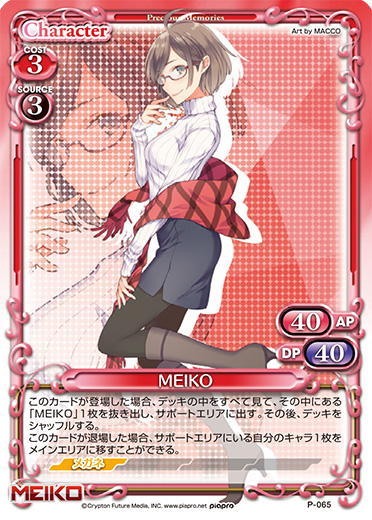 Precious Memories
Character
Art by MACCO
COST
3
SOURCE
3
40 AP
DP 40
MEIKO
このカードが登場した場合、デッキの中をすべて見て、その中にある
「MEIKO」1枚を抜き出し、サポートエリアに出す。その後、デッキを
シャッフルする。
このカードが退場した場合、サポートエリアにいる自分のキャラ1枚を
メインエリアに移すことができる。
メガネ
MEIKO
©Crypton Future Media, INC. www.piapro.net piapro
P-065